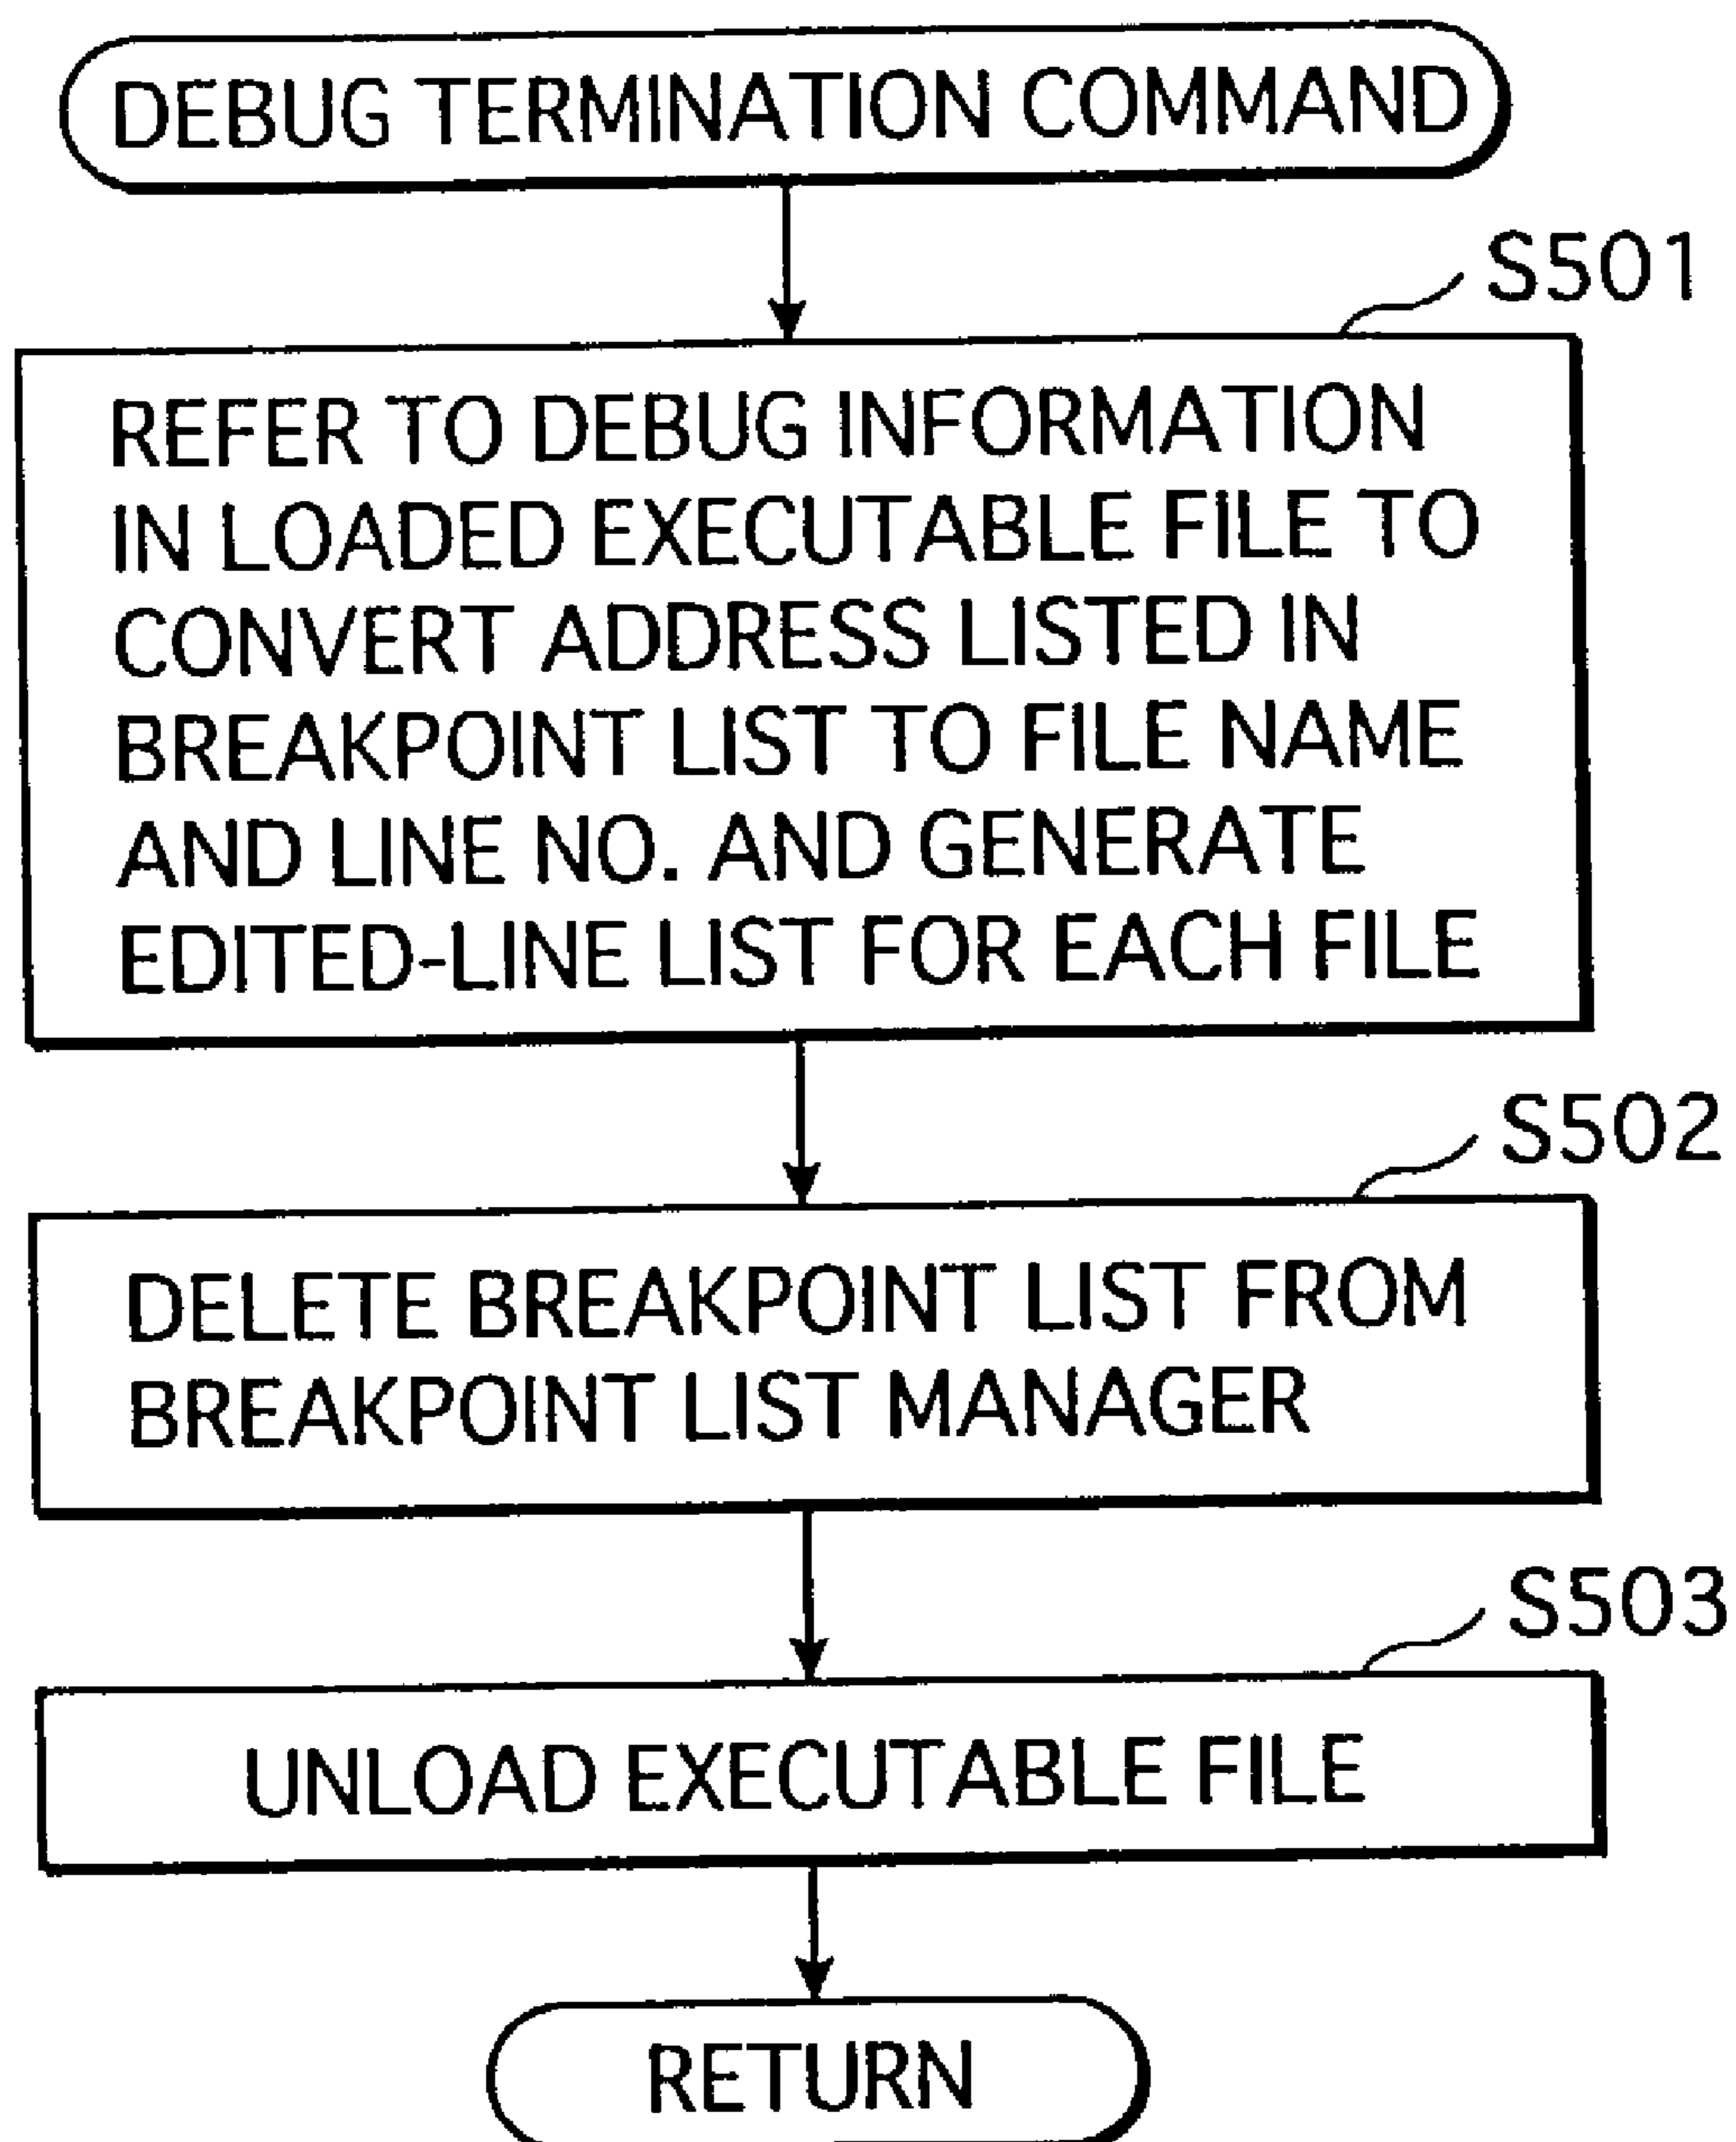 DEBUG TERMINATION COMMAND
S501
REFER TO DEBUG INFORMATION
IN LOADED EXECUTABLE FILE TO
CONVERT ADDRESS LISTED IN
BREAKPOINT LIST TO FILE NAME
AND LINE NO. AND GENERATE
EDITED-LINE LIST FOR EACH FILE
S502
DELETE BREAKPOINT LIST FROM
BREAKPOINT LIST MANAGER
S503
UNLOAD EXECUTABLE FILE
RETURN